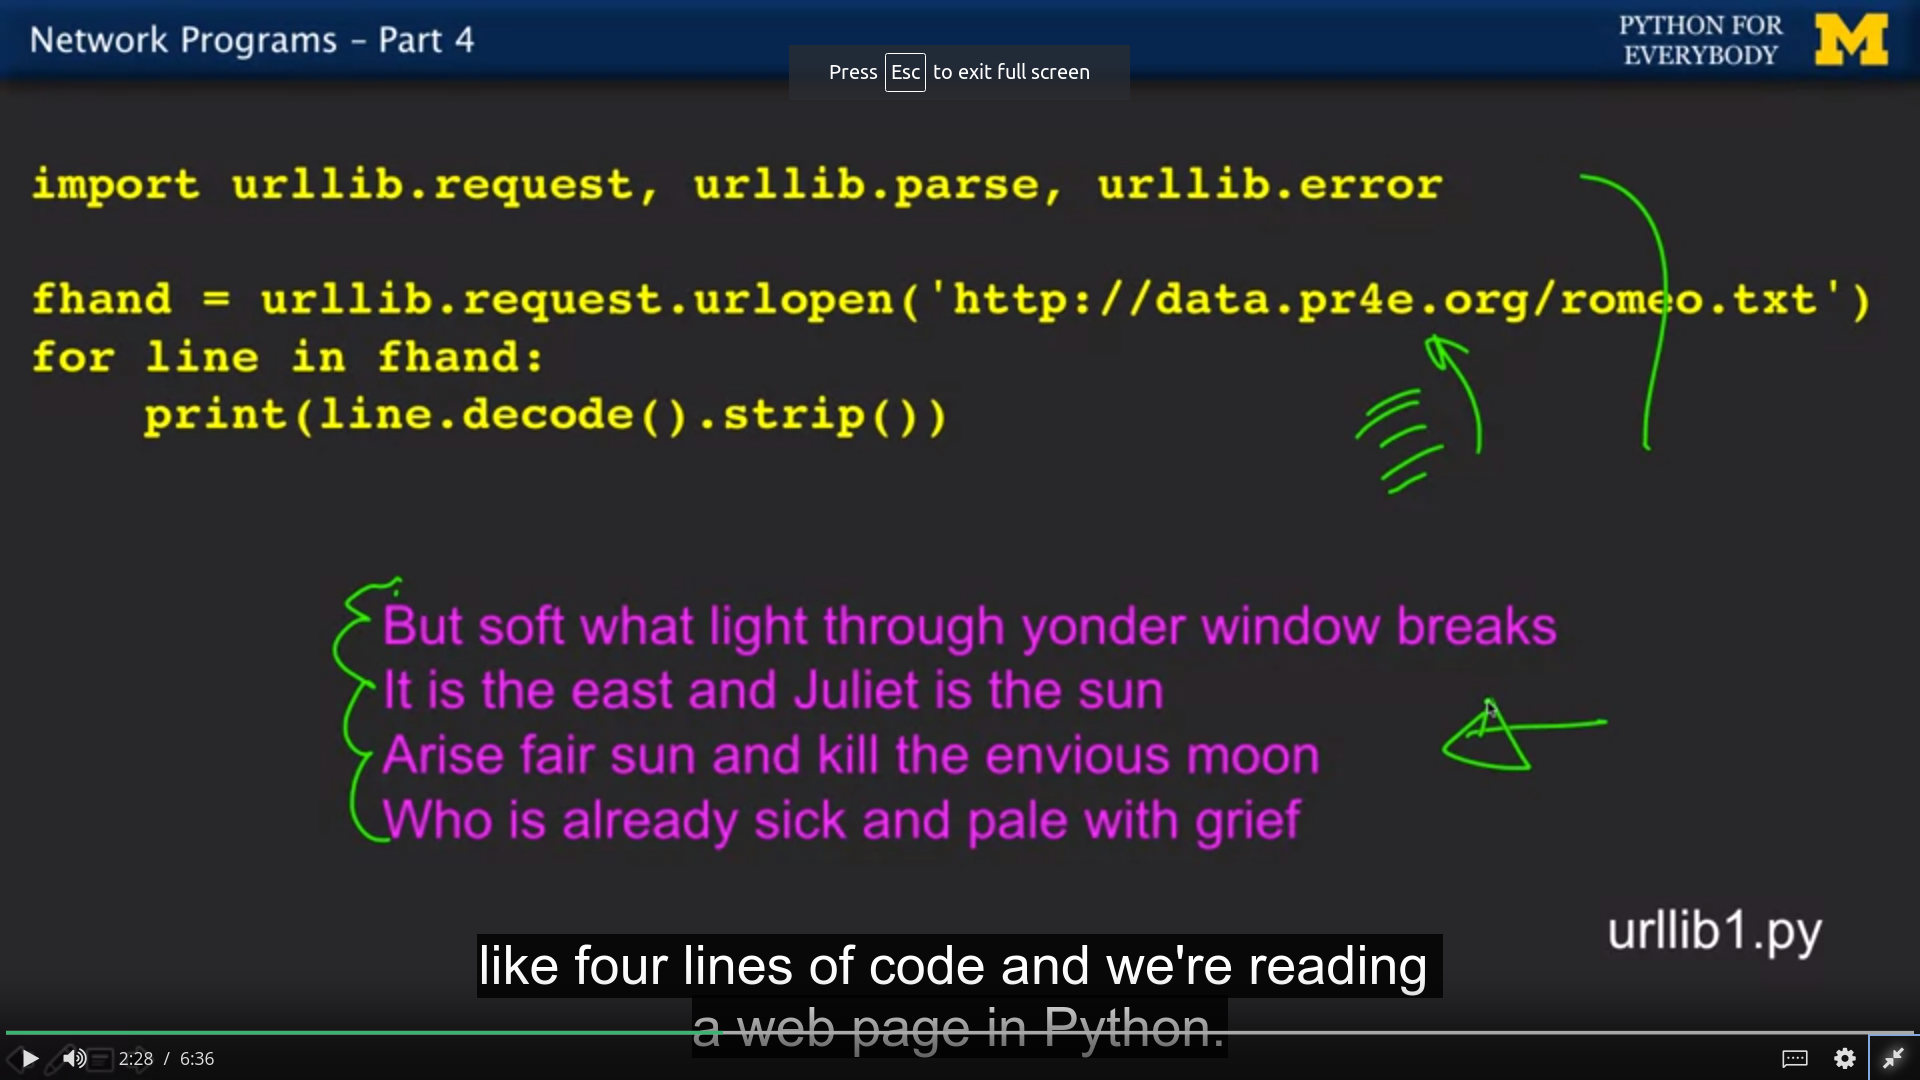 Network Programs – Part 4
PYTHON FOR
EVERYBODY
M
Press Esc to exit full screen
import urllib.request, urllib.parse, urllib.error
fhand = urllib.request.urlopen('http://data.pr4e.org/romeo.txt')
for line in fhand:
    print(line.decode().strip())
But soft what light through yonder window breaks
It is the east and Juliet is the sun
Arise fair sun and kill the envious moon
Who is already sick and pale with grief
urllib1.py
like four lines of code and we're reading
a web page in Python.
2:28 / 6:36